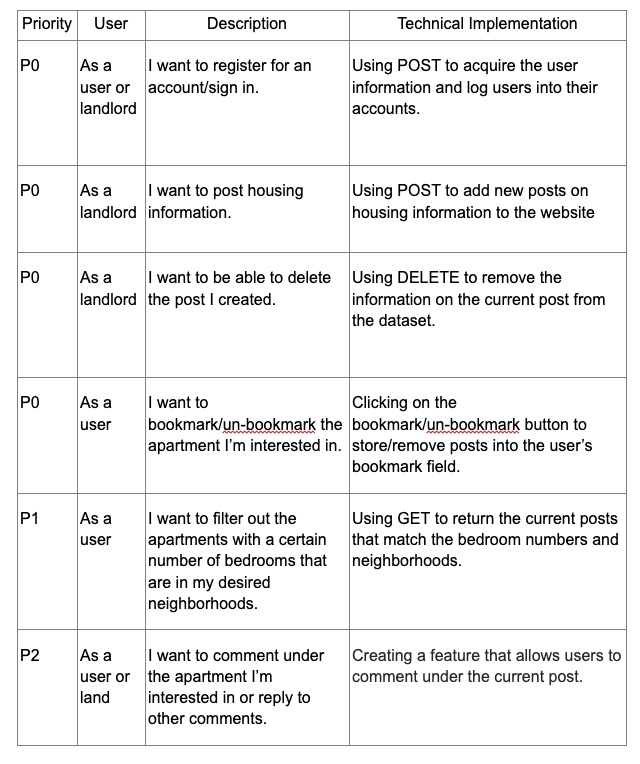 Priority User Description Technical Implementation
P0 As a I want to register for an Using POST to acquire the user
user or account/sign in. information and log users into their
landlord accounts.
P0 As a I want to post housing Using POST to add new posts on
landlord information. housing information to the website
P0 As a I want to be able to delete Using DELETE to remove the
landlord the post I created. information on the current post from
the dataset.
P0 As a I want to Clicking on the
user bookmark/un-bookmark the bookmark/un-bookmark button to
apartment I'm interested in. store/remove posts into the user's
bookmark field.
P1 As a I want to filter out the Using GET to return the current posts
user apartments with a certain that match the bedroom numbers and
number of bedrooms that neighborhoods.
are in my desired
neighborhoods.
P2 As a I want to comment under Creating a feature that allows users to
user or the apartment I'm comment under the current post.
land interested in or reply to
other comments.